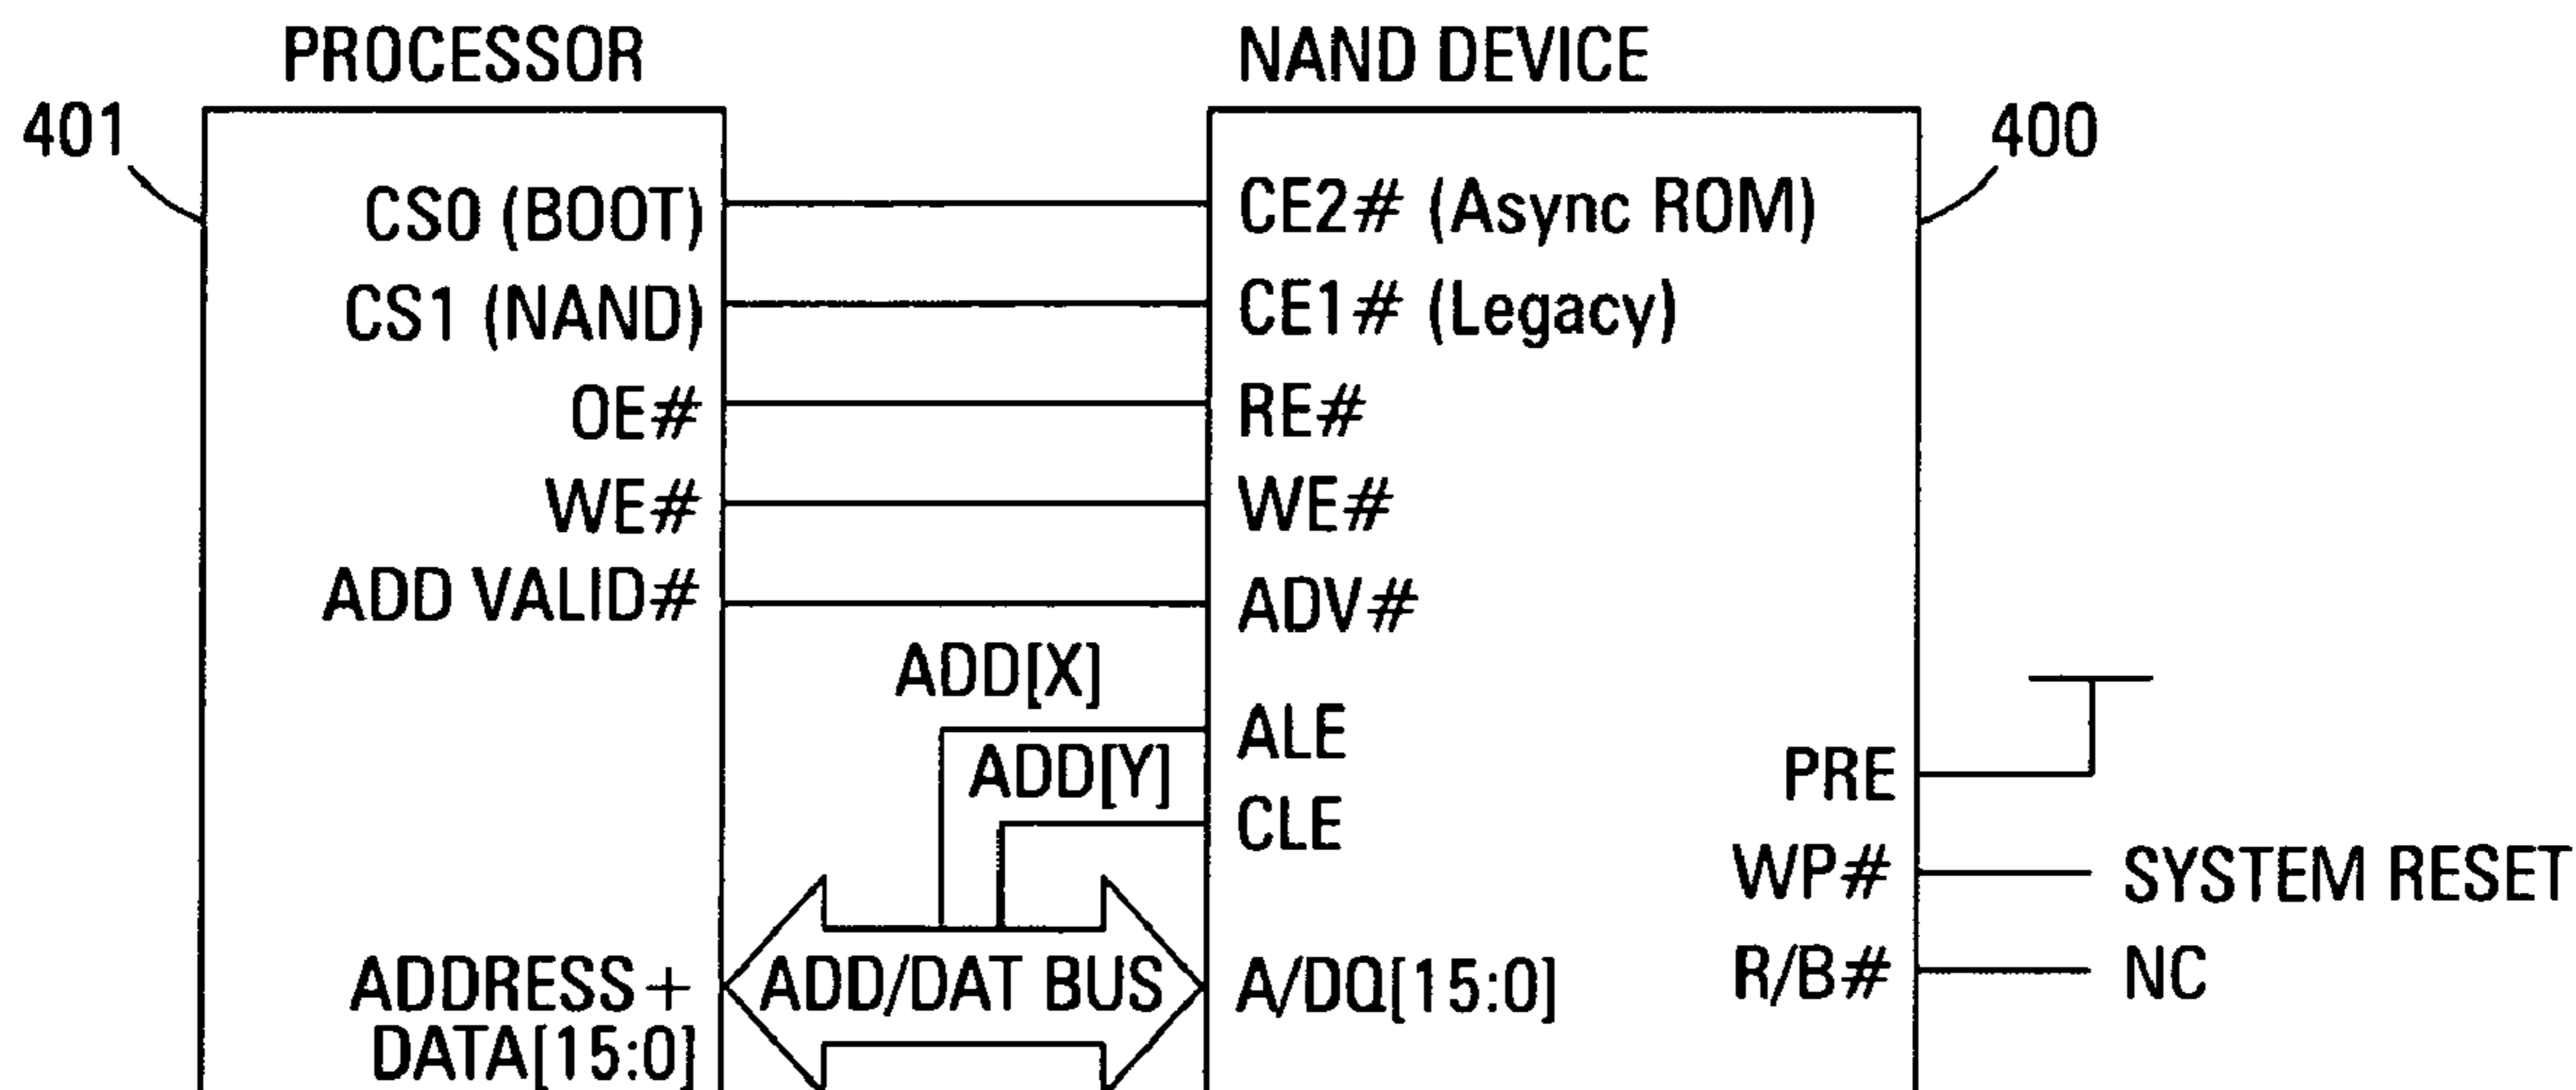 PROCESSOR
NAND DEVICE
401
400
CS0 (BOOT)
CE2# (Async ROM)
CS1 (NAND)
CE1# (Legacy)
OE#
RE#
WE#
WE#
ADD VALID#
ADV#
ADD[X]
ALE
ADD[Y]
CLE
PRE
WP#
SYSTEM RESET
ADDRESS+
DATA[15:0]
ADD/DAT BUS
A/DQ[15:0]
R/B#
NC